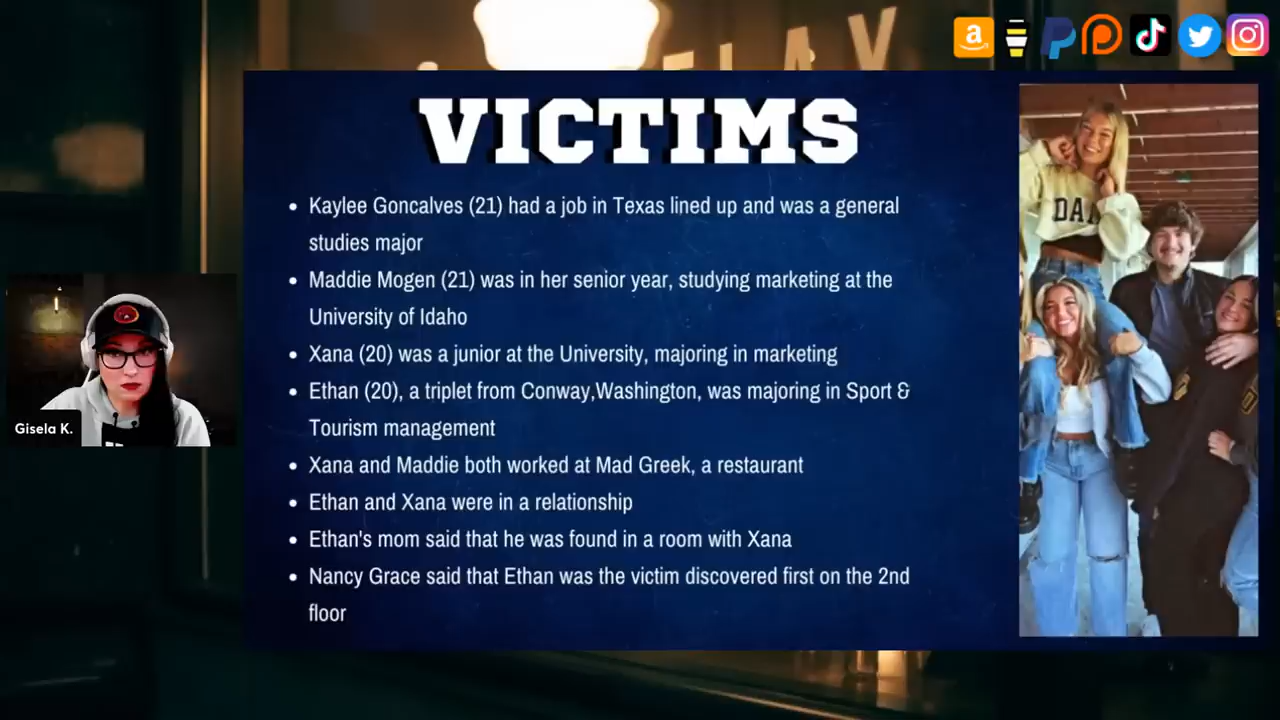 ELAY
VICTIMS
• Kaylee Goncalves (21) had a job in Texas lined up and was a general
studies major
• Maddie Mogen (21) was in her senior year, studying marketing at the
University of Idaho
• Xana (20) was a junior at the University, majoring in marketing
• Ethan (20), a triplet from Conway,Washington, was majoring in Sport &
Tourism management
• Xana and Maddie both worked at Mad Greek, a restaurant
• Ethan and Xana were in a relationship
• Ethan's mom said that he was found in a room with Xana
• Nancy Grace said that Ethan was the victim discovered first on the 2nd
floor
DA
Gisela K.